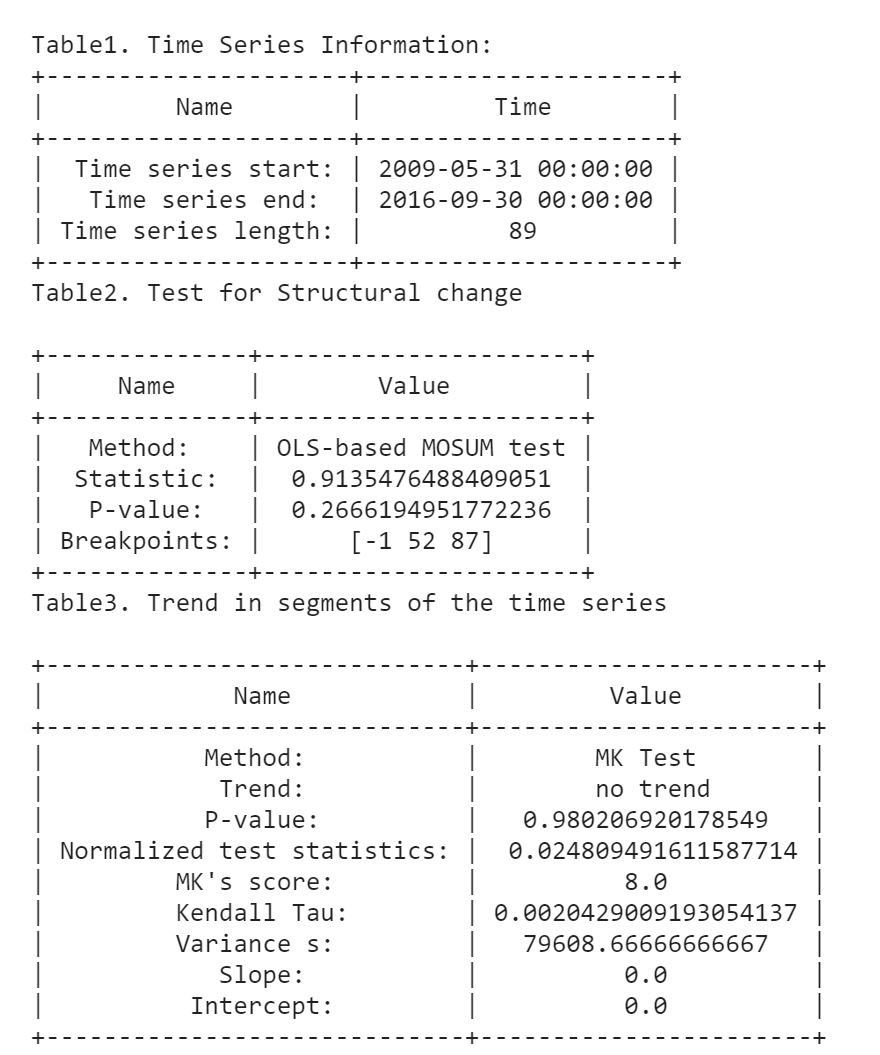 Table1. Time Series Information:
+---------------------+---------------------+
|         Name        |         Time        |
+---------------------+---------------------+
|  Time series start: | 2009-05-31 00:00:00 |
|   Time series end:  | 2016-09-30 00:00:00 |
| Time series length: |          89         |
+---------------------+---------------------+
Table2. Test for Structural change
+--------------+----------------------+
|     Name     |        Value         |
+--------------+----------------------+
|   Method:    | OLS-based MOSUM test |
|  Statistic:  |  0.9135476488409051  |
|   P-value:   |  0.2666194951772236  |
| Breakpoints: |      [-1 52 87]      |
+--------------+----------------------+
Table3. Trend in segments of the time series
+-----------------------------+-----------------------+
|             Name            |         Value         |
+-----------------------------+-----------------------+
|           Method:           |        MK Test        |
|            Trend:           |        no trend       |
|           P-value:          |   0.980206920178549   |
| Normalized test statistics: |  0.024809491611587714 |
|         MK's score:         |          8.0          |
|         Kendall Tau:        | 0.0020429009193054137 |
|         Variance s:         |   79608.66666666667   |
|            Slope:           |          0.0          |
|          Intercept:         |          0.0          |
+-----------------------------+-----------------------+